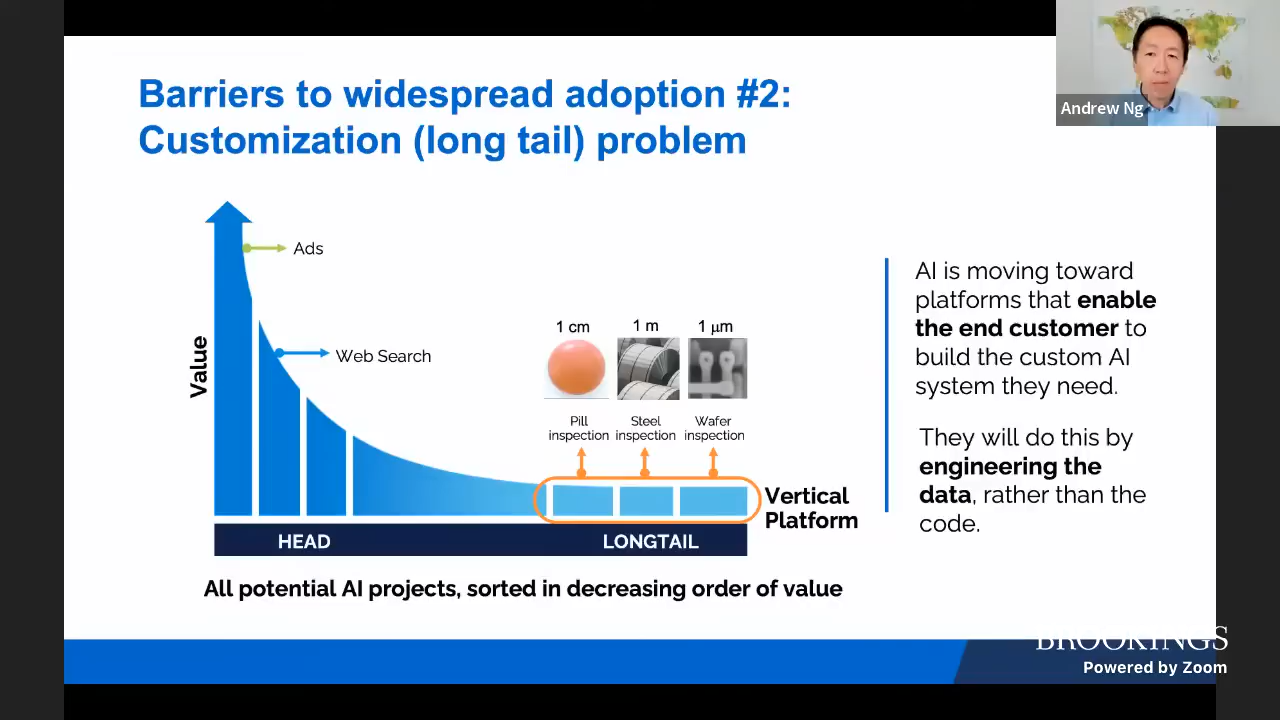 Andrew Ng
Barriers to widespread adoption #2:
Customization (long tail) problem
Value
Ads
Web Search
1 cm
1 m
1 μm
Pill
inspection
Steel
inspection
Wafer
inspection
Vertical
Platform
HEAD
LONGTAIL
All potential AI projects, sorted in decreasing order of value
AI is moving toward
platforms that enable
the end customer to
build the custom AI
system they need.
They will do this by
engineering the
data, rather than the
code.
BROOKINGS
Powered by Zoom